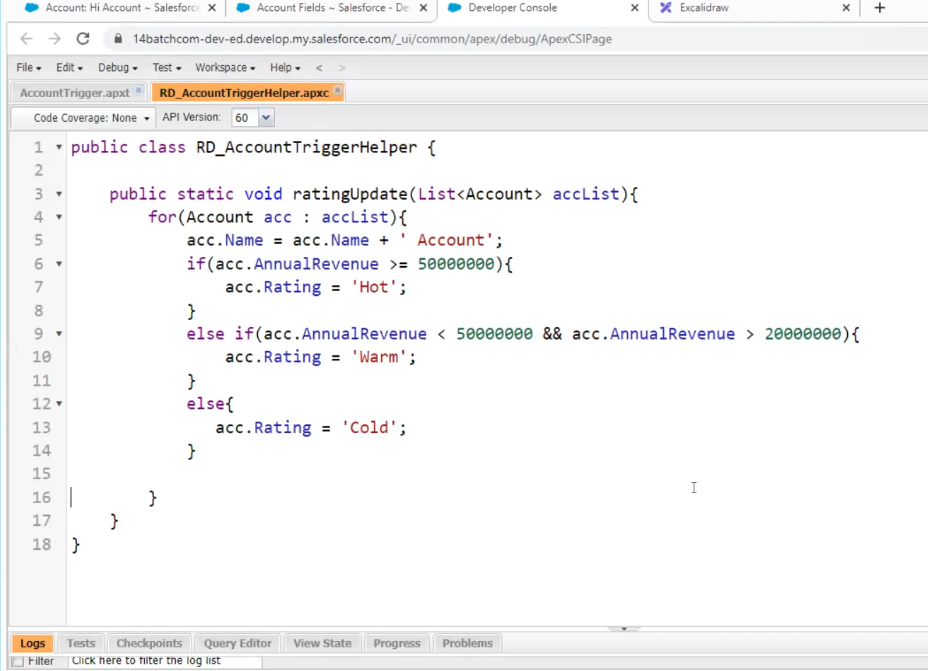 Account: Hi Account ~ Salesforce
Account Fields ~ Salesforce - De
Developer Console
Excalidraw
14batchcom-dev-ed.develop.my.salesforce.com/_ui/common/apex/debug/ApexCSIPage
File Edit Debug Test Workspace Help < >
AccountTrigger.apxt RD_AccountTriggerHelper.apxc
Code Coverage: None API Version: 60
1 public class RD_AccountTriggerHelper {
2
3 public static void ratingUpdate(List<Account> accList){
4 for(Account acc : accList){
5 acc.Name = acc.Name + ' Account';
6 if(acc.AnnualRevenue >= 50000000){
7 acc.Rating = 'Hot';
8 }
9 else if(acc.AnnualRevenue < 50000000 && acc.AnnualRevenue > 20000000){
10 acc.Rating = 'Warm';
11 }
12 else{
13 acc.Rating = 'Cold';
14 }
15
16 }
17 }
18 }
Logs Tests Checkpoints Query Editor View State Progress Problems
Filter Click here to filter the log list